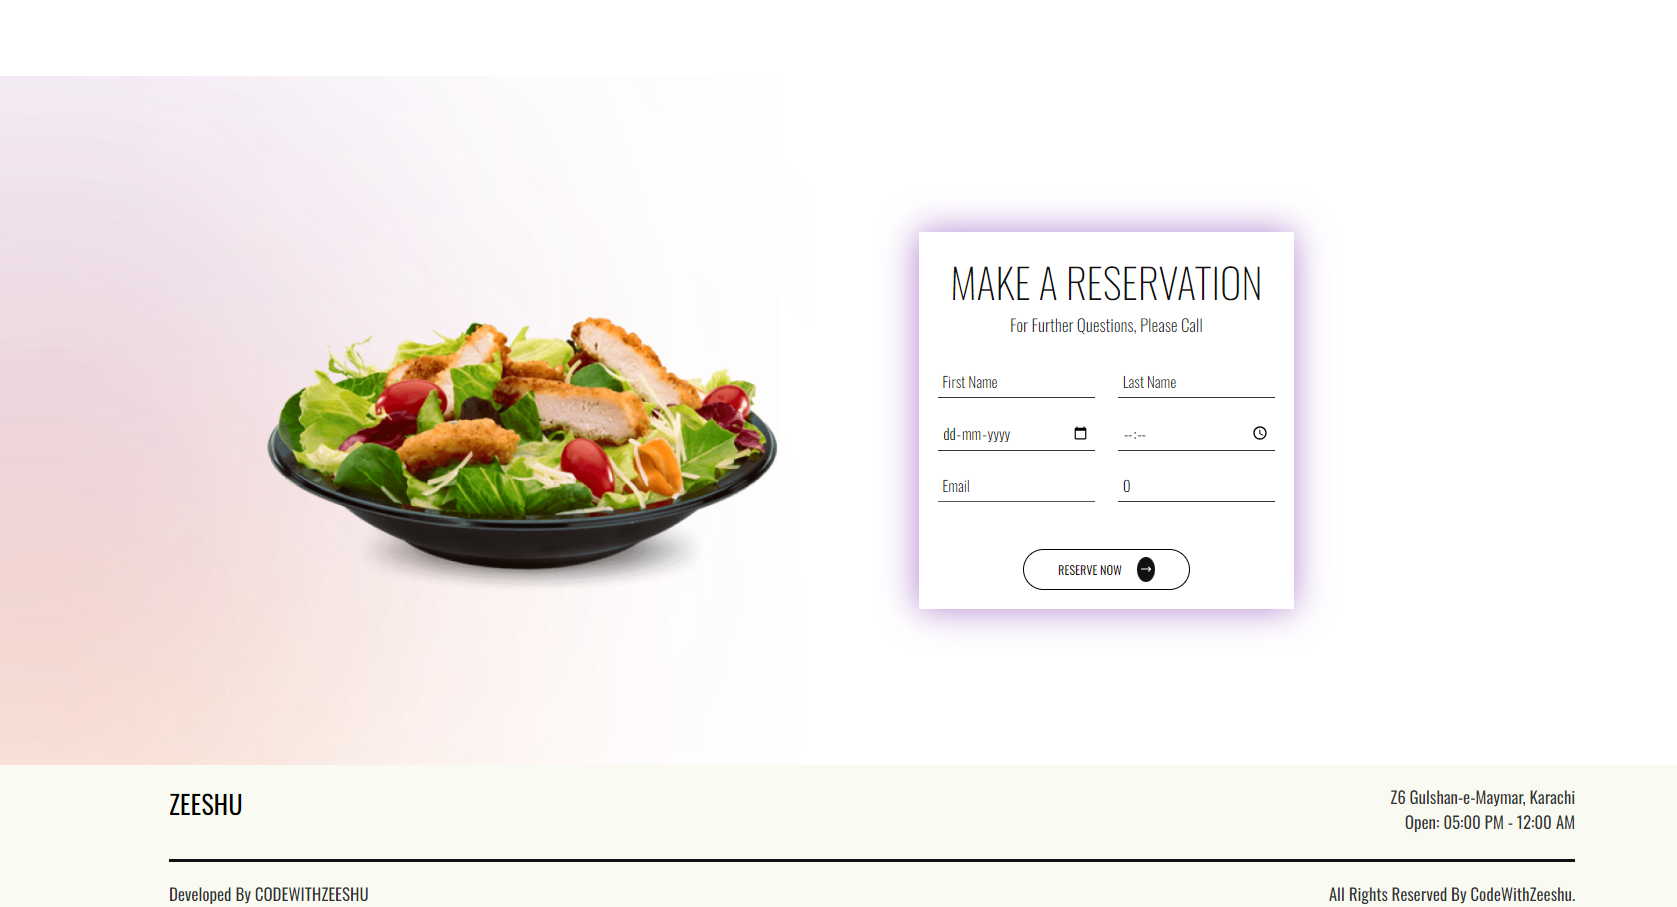 MAKE A RESERVATION
For Further Questions, Please Call
First Name
Last Name
dd-mm-yyyy
--:--
Email
0
RESERVE NOW
ZEESHU
Z6 Gulshan-e-Maymar, Karachi
Open: 05:00 PM - 12:00 AM
Developed By CODEWITHZEESHU
All Rights Reserved By CodeWithZeeshu.